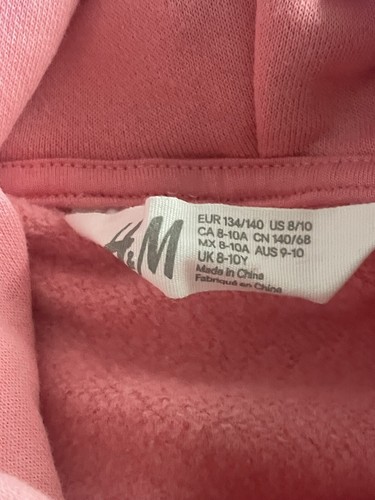 H&M
EUR 134/140 US 8/10
CA 8-10A CN 140/68
MX 8-10A AUS 9-10
UK 8-10Y
Made in China
Fabriqué en Chine